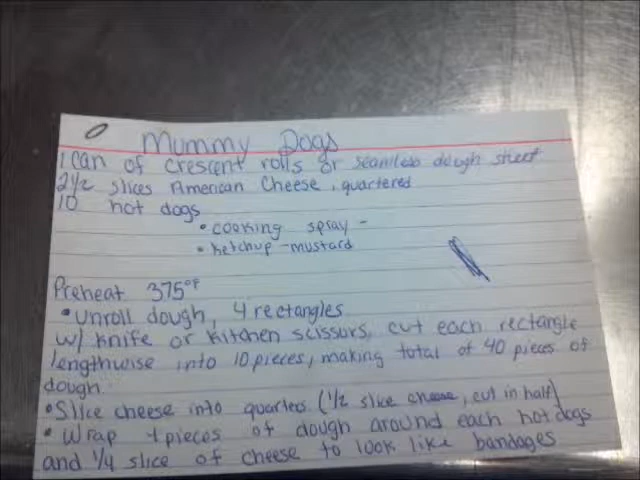 Mummy Dogs
1 can of crescent rolls or seamless dough sheet
2 1/2 slices American Cheese, quartered
10 hot dogs
• cooking spray -
• ketchup - mustard
Preheat 375°F
• unroll dough, 4 rectangles
w/ knife or kitchen scissors, cut each rectangle
lengthwise into 10 pieces, making total of 40 pieces of
dough.
• Slice cheese into quarters (1/2 slice cheese, cut in half)
• Wrap 4 pieces of dough around each hot dogs
and 1/4 slice of cheese to look like bandages